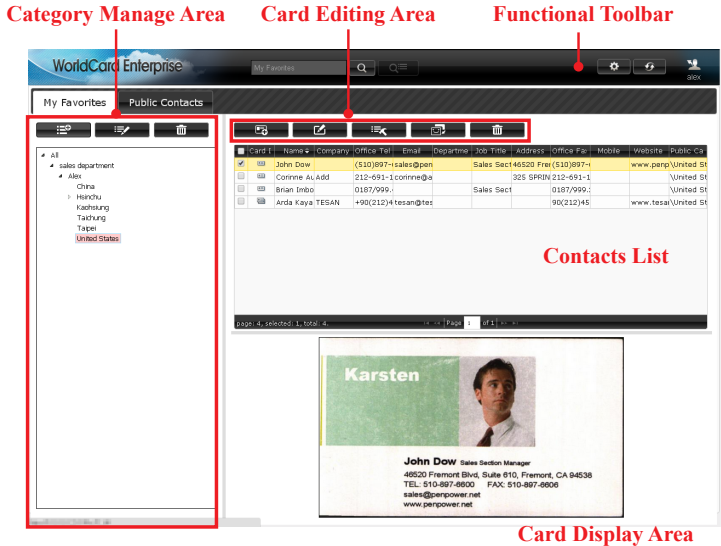 Category Manage Area Card Editing Area Functional Toolbar
WorldCard Enterprise
My Favorites
alex
My Favorites Public Contacts
All
sales department
Alex
China
Hsinchu
Kaohsiung
Taichung
Taipei
United States
Card I Name Company Office Tel Email Departme Job Title Address Office Fax Mobile Website Public Ca
John Dow (510)897-( sales@pen Sales Sect 46520 Frer (510)897-( www.penp \United St
Corinne Au Add 212-691-1 corinne@a 325 SPRIN 212-691-1 \United St
Brian Imbo 0187/999.( Sales Sect 0187/999.: \United St
Arda Kaya TESAN +90(212)4 tesan@tes 90(212)45 www.tesai \United St
Contacts List
page: 4, selected: 1, total: 4.
Page 1 of 1
Karsten
John Dow Sales Section Manager
46520 Fremont Blvd, Suite 610, Fremont, CA 94538
TEL: 510-897-6600 FAX: 510-897-6606
sales@penpower.net
www.penpower.net
Card Display Area